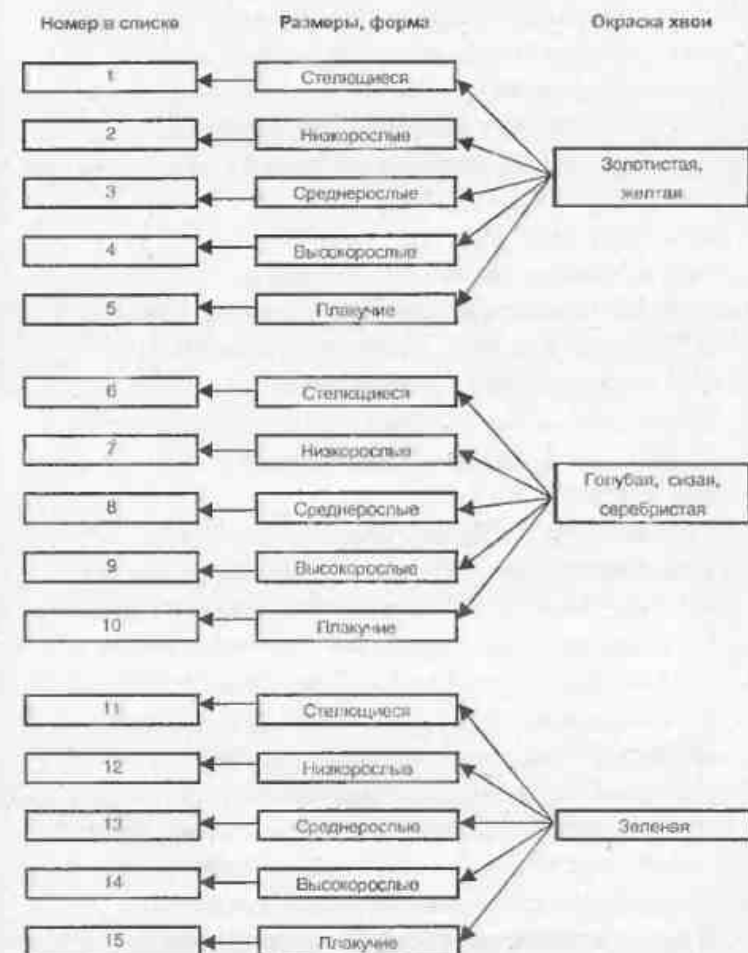 Номер в списке Размеры, форма Окраска хвои
1 Стелющиеся
2 Низкорослые
3 Среднерослые
4 Высокорослые
5 Плакучие
Золотистая,
желтая
6 Стелющиеся
7 Низкорослые
8 Среднерослые
9 Высокорослые
10 Плакучие
Голубая, сизая,
серебристая
11 Стелющиеся
12 Низкорослые
13 Среднерослые
14 Высокорослые
15 Плакучие
Зеленая